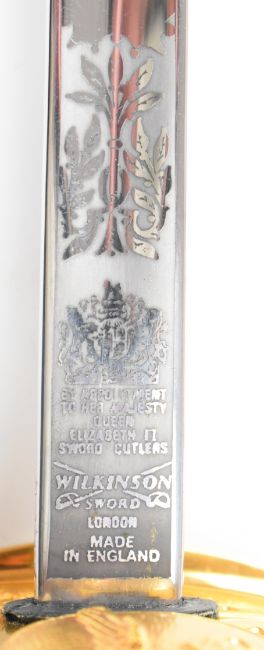 BY APPOINTMENT
TO HER MAJESTY
QUEEN
ELIZABETH II
SWORD CUTLERS
WILKINSON
SWORD
LONDON
MADE
IN ENGLAND